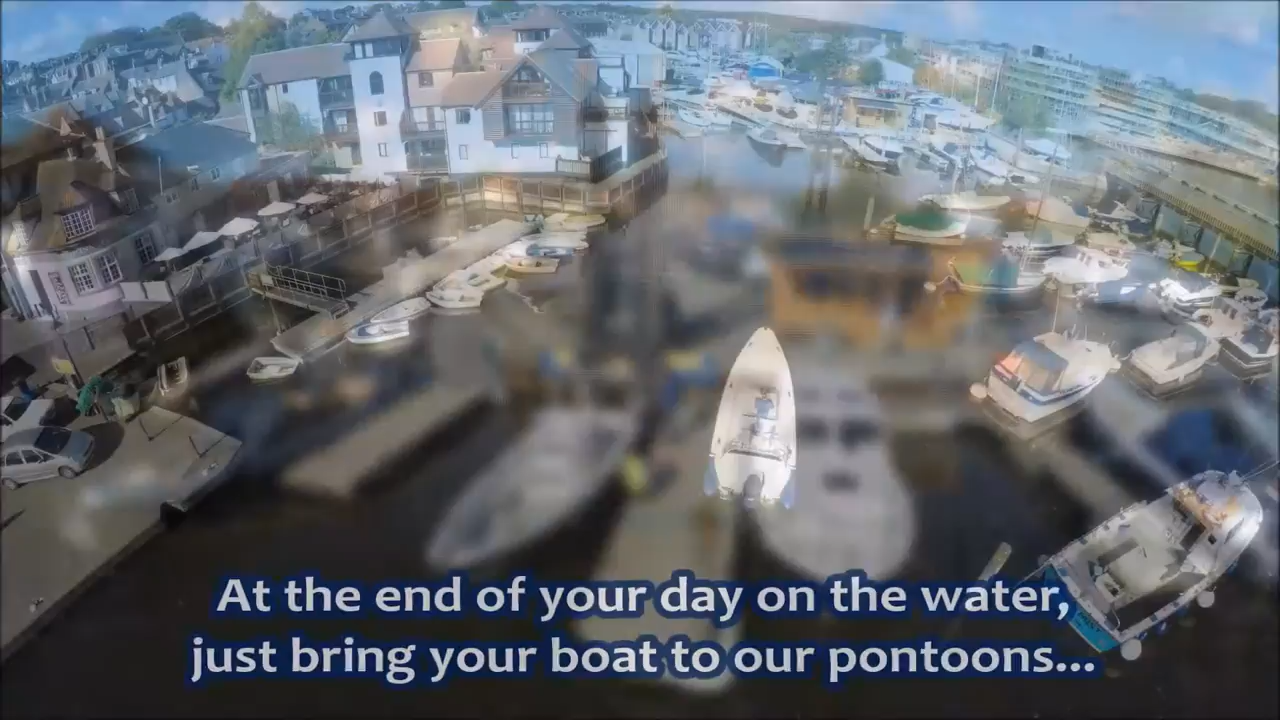 At the end of your day on the water,
just bring your boat to our pontoons...